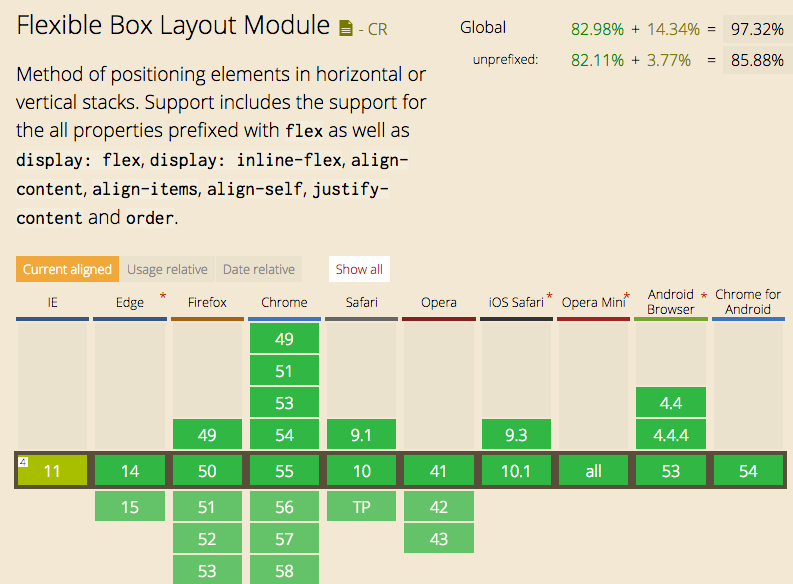 Flexible Box Layout Module - CR
Global 82.98% + 14.34% = 97.32%
unprefixed: 82.11% + 3.77% = 85.88%
Method of positioning elements in horizontal or
vertical stacks. Support includes the support for
the all properties prefixed with flex as well as
display: flex, display: inline-flex, align-
content, align-items, align-self, justify-
content and order.
Current aligned Usage relative Date relative Show all
IE Edge * Firefox Chrome Safari Opera iOS Safari * Opera Mini * Android Browser * Chrome for Android
49
51
53 4.4
49 54 9.1 9.3 4.4.4
4 11 14 50 55 10 41 10.1 all 53 54
15 51 56 TP 42
52 57 43
53 58